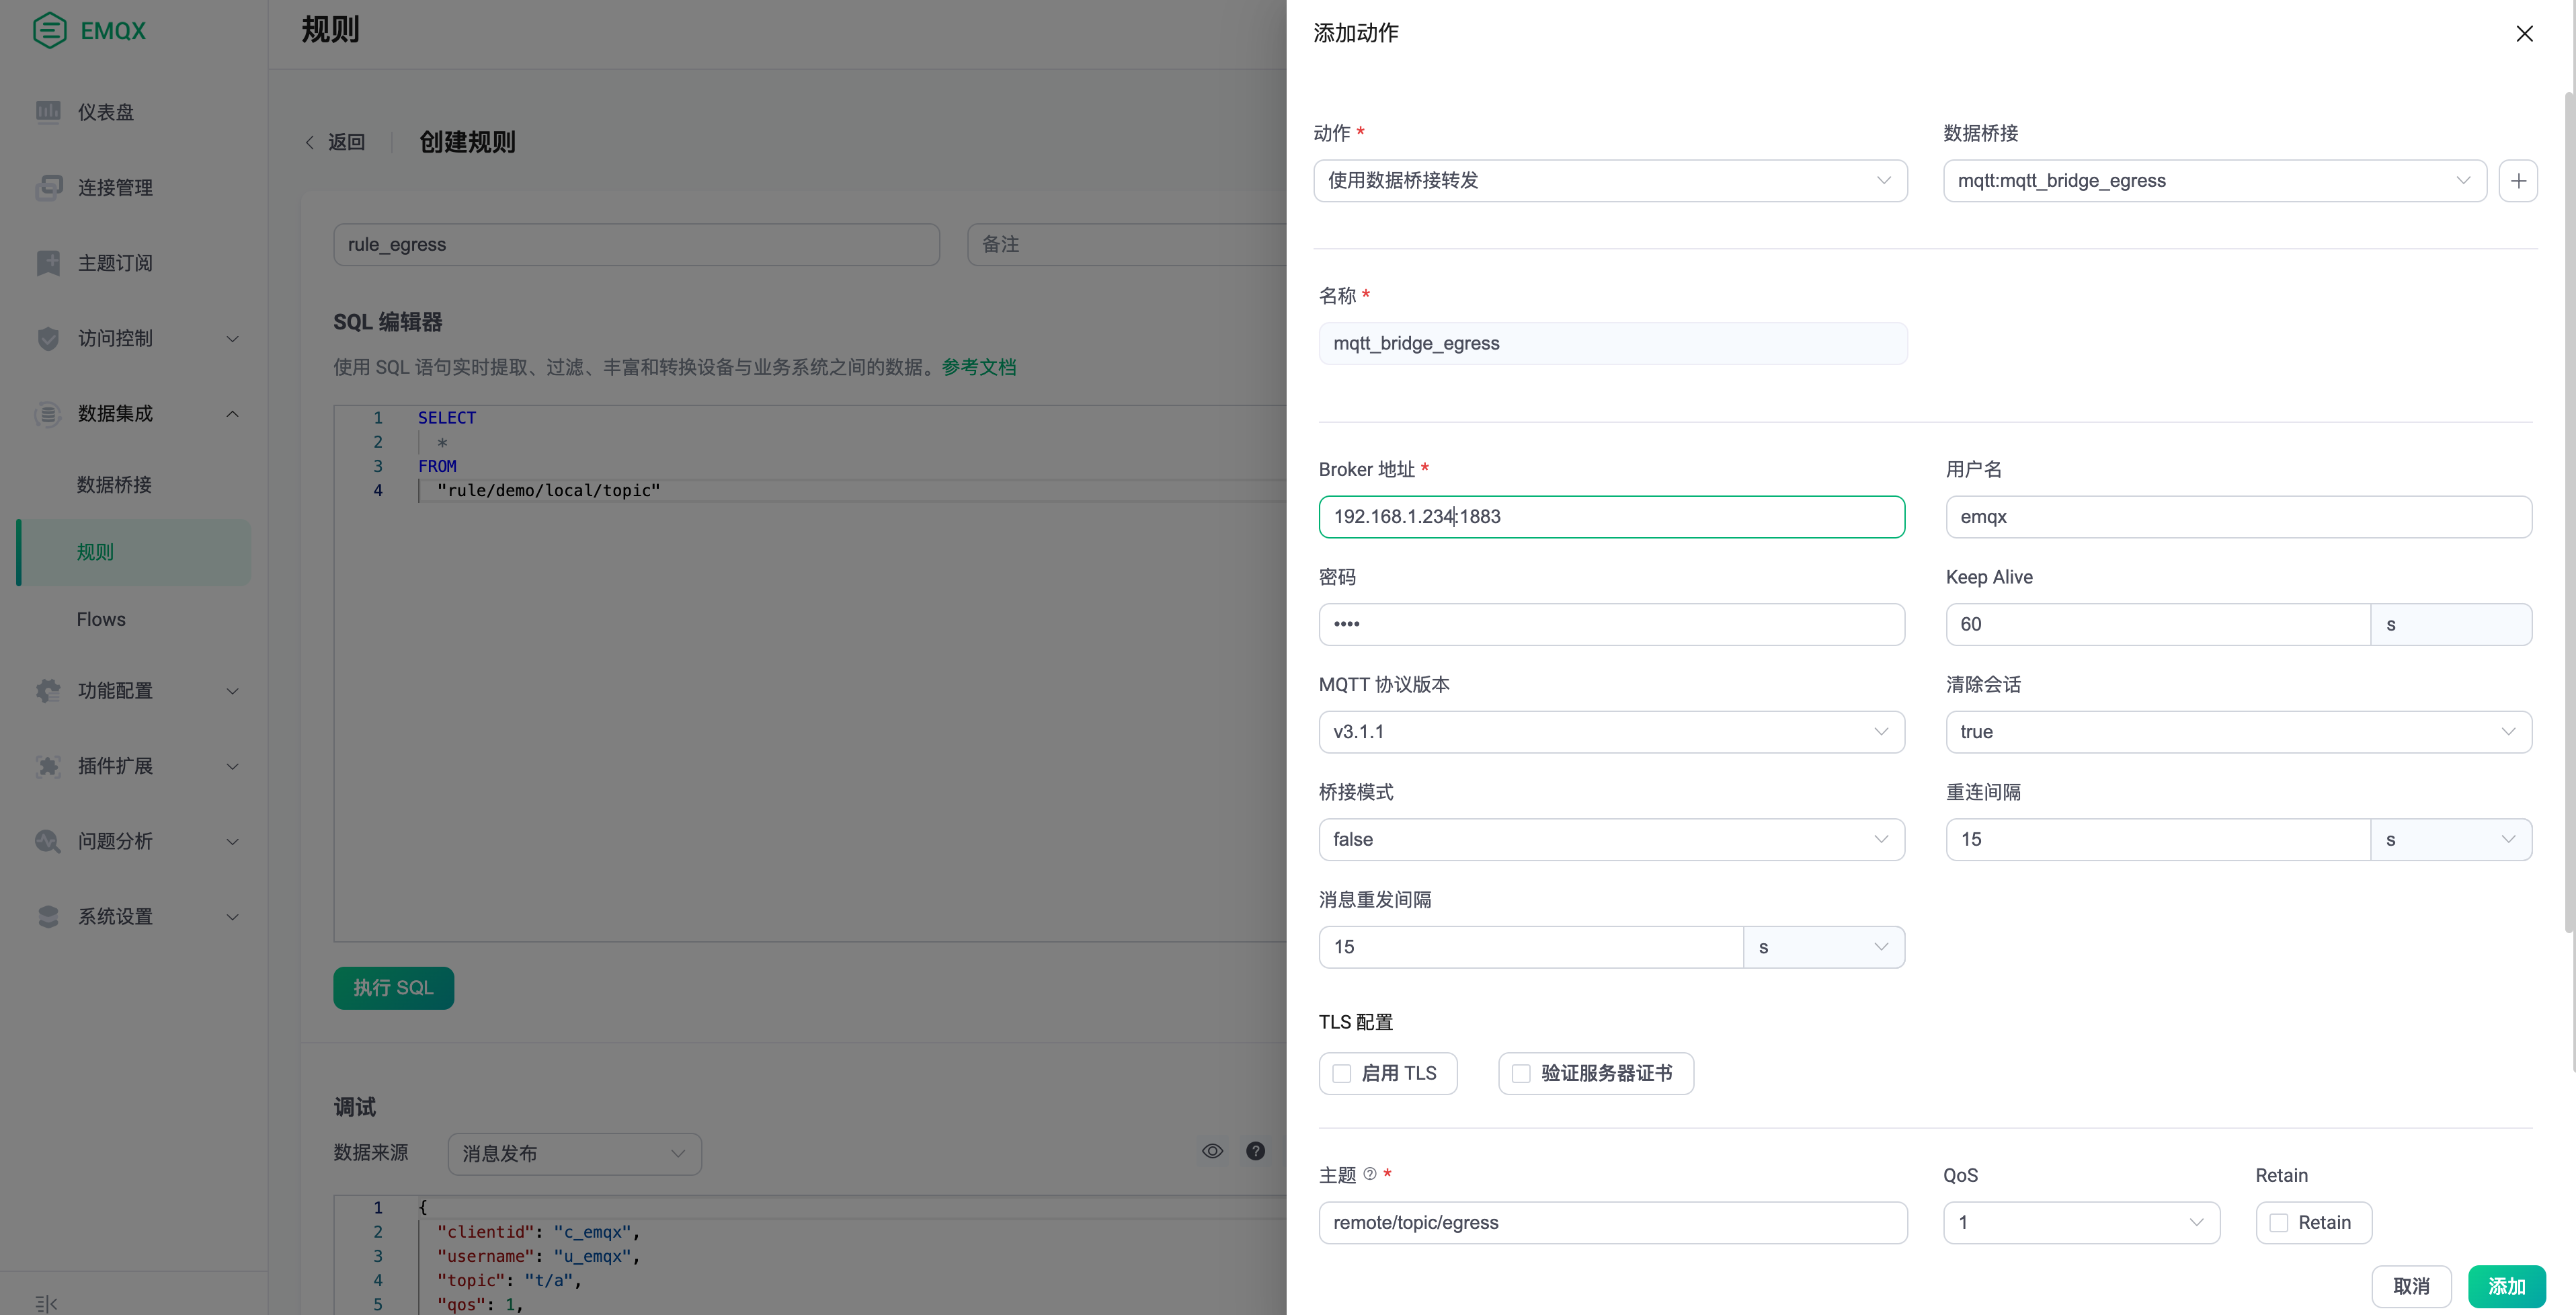 EMQX
仪表盘
连接管理
主题订阅
访问控制
数据集成
数据桥接
规则
Flows
功能配置
插件扩展
问题分析
系统设置
规则
返回
创建规则
rule_egress
备注
SQL 编辑器
使用 SQL 语句实时提取、过滤、丰富和转换设备与业务系统之间的数据。参考文档
1 SELECT
2 *
3 FROM
4 "rule/demo/local/topic"
执行 SQL
调试
数据来源 消息发布
1 {
2 "clientid": "c_emqx",
3 "username": "u_emqx",
4 "topic": "t/a",
5 "qos": 1,
添加动作
动作 * 数据桥接
使用数据桥接转发 mqtt:mqtt_bridge_egress
名称 *
mqtt_bridge_egress
Broker 地址 * 用户名
192.168.1.234:1883 emqx
密码 Keep Alive
•••• 60 s
MQTT 协议版本 清除会话
v3.1.1 true
桥接模式 重连间隔
false 15 s
消息重发间隔
15 s
TLS 配置
启用 TLS 验证服务器证书
主题 * QoS Retain
remote/topic/egress 1 Retain
取消 添加